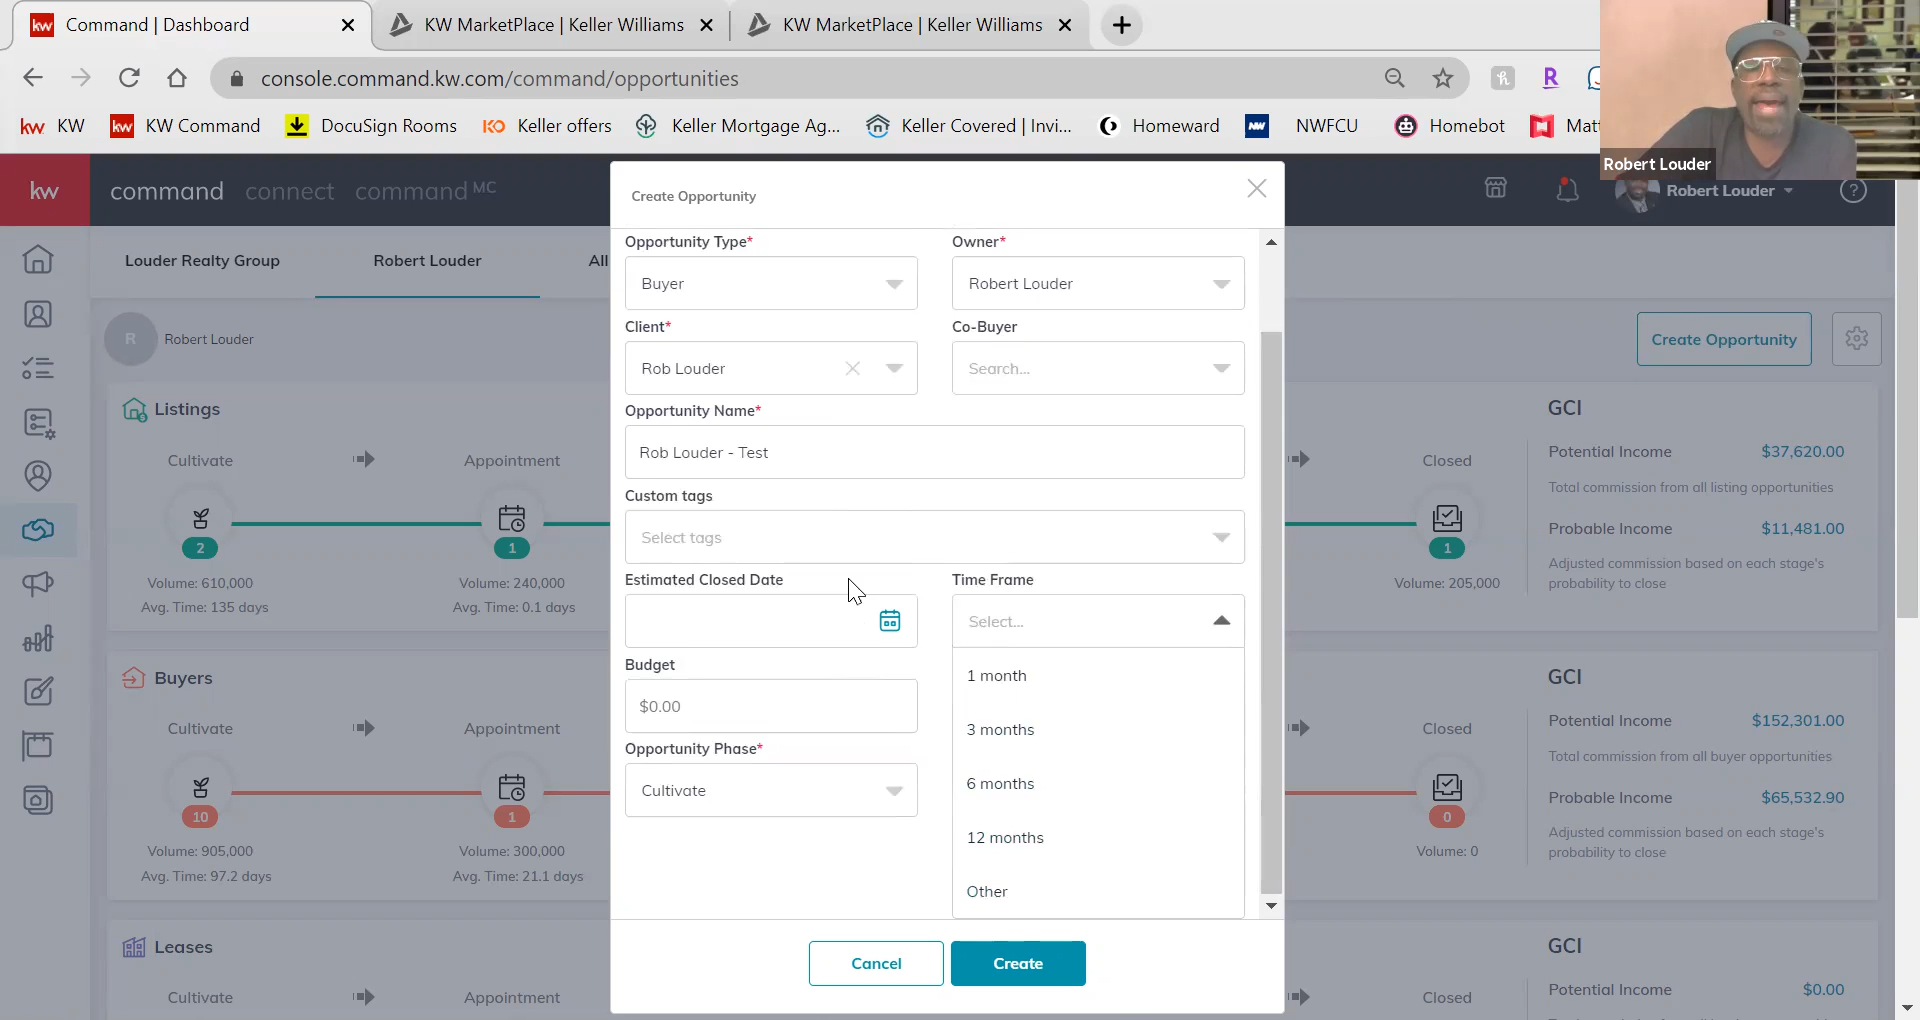 kw Command | Dashboard
KW MarketPlace | Keller Williams
KW MarketPlace | Keller Williams
console.command.kw.com/command/opportunities
h
R
kw KW
kw KW Command
DocuSign Rooms
KO Keller offers
Keller Mortgage Ag...
Keller Covered | Invi...
Homeward
NW NWFCU
Homebot
Matt
Robert Louder
kw
command
connect
command MC
Robert Louder
?
Louder Realty Group
Robert Louder
All
R Robert Louder
Create Opportunity
Create Opportunity
Opportunity Type*
Owner*
Buyer
Robert Louder
Client*
Co-Buyer
Rob Louder
Search...
Opportunity Name*
Rob Louder - Test
Custom tags
Select tags
Estimated Closed Date
Time Frame
Select...
1 month
3 months
6 months
12 months
Other
Budget
$0.00
Opportunity Phase*
Cultivate
Cancel
Create
Listings
Cultivate
Appointment
Closed
2
1
1
Volume: 610,000
Volume: 240,000
Volume: 205,000
Avg. Time: 135 days
Avg. Time: 0.1 days
GCI
Potential Income
$37,620.00
Total commission from all listing opportunities
Probable Income
$11,481.00
Adjusted commission based on each stage's
probability to close
Buyers
Cultivate
Appointment
Closed
10
1
0
Volume: 905,000
Volume: 300,000
Volume: 0
Avg. Time: 97.2 days
Avg. Time: 21.1 days
GCI
Potential Income
$152,301.00
Total commission from all buyer opportunities
Probable Income
$65,532.90
Adjusted commission based on each stage's
probability to close
Leases
Cultivate
Appointment
Closed
GCI
Potential Income
$0.00